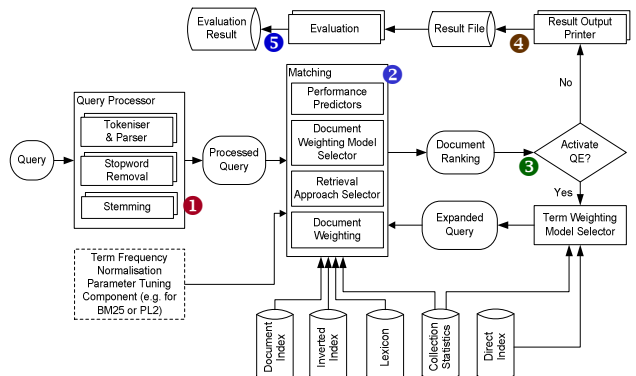 Evaluation
Result
5
Evaluation
Result File
4
Result Output
Printer
Query Processor
Tokeniser
& Parser
Stopword
Removal
Stemming
1
Query
Processed
Query
Matching
2
Performance
Predictors
Document
Weighting Model
Selector
Retrieval
Approach Selector
Document
Weighting
Document
Ranking
3
Activate
QE?
No
Yes
Expanded
Query
Term Weighting
Model Selector
Term Frequency
Normalisation
Parameter Tuning
Component (e.g. for
BM25 or PL2)
Document
Index
Inverted
Index
Lexicon
Collection
Statistics
Direct
Index